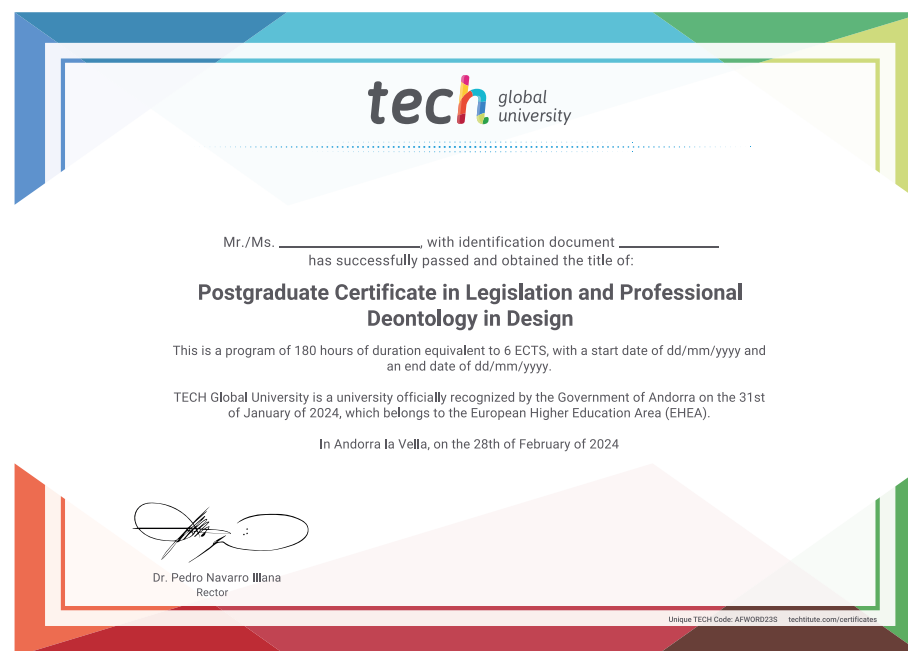 tech global
university
Mr./Ms. ____________, with identification document ____________
has successfully passed and obtained the title of:
Postgraduate Certificate in Legislation and Professional
Deontology in Design
This is a program of 180 hours of duration equivalent to 6 ECTS, with a start date of dd/mm/yyyy and
an end date of dd/mm/yyyy.
TECH Global University is a university officially recognized by the Government of Andorra on the 31st
of January of 2024, which belongs to the European Higher Education Area (EHEA).
In Andorra la Vella, on the 28th of February of 2024
Dr. Pedro Navarro Illana
Rector
Unique TECH Code: AFWORD23S techtitute.com/certificates